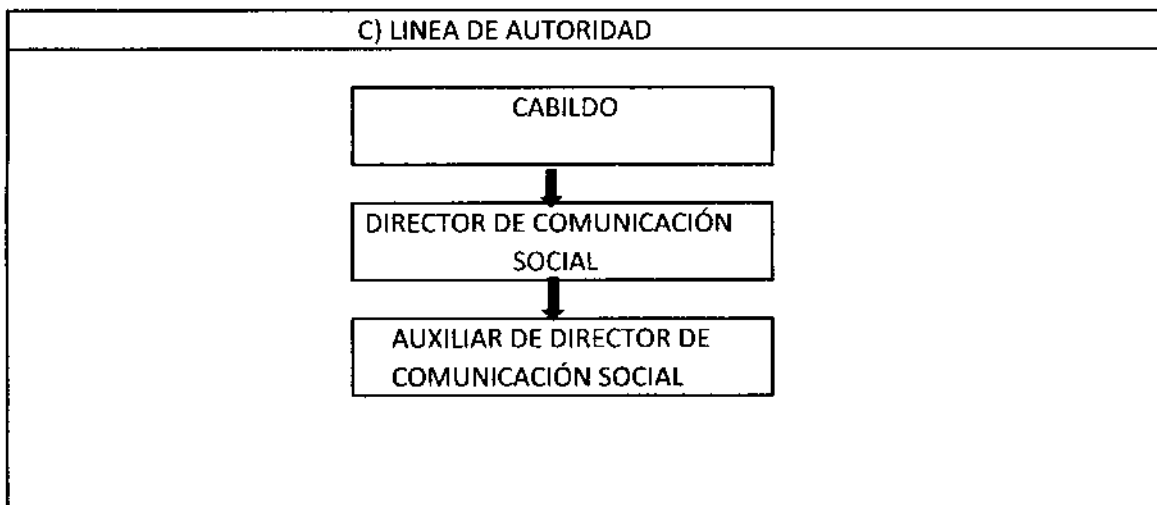 C) LINEA DE AUTORIDAD
CABILDO
DIRECTOR DE COMUNICACIÓN
SOCIAL
AUXILIAR DE DIRECTOR DE
COMUNICACIÓN SOCIAL